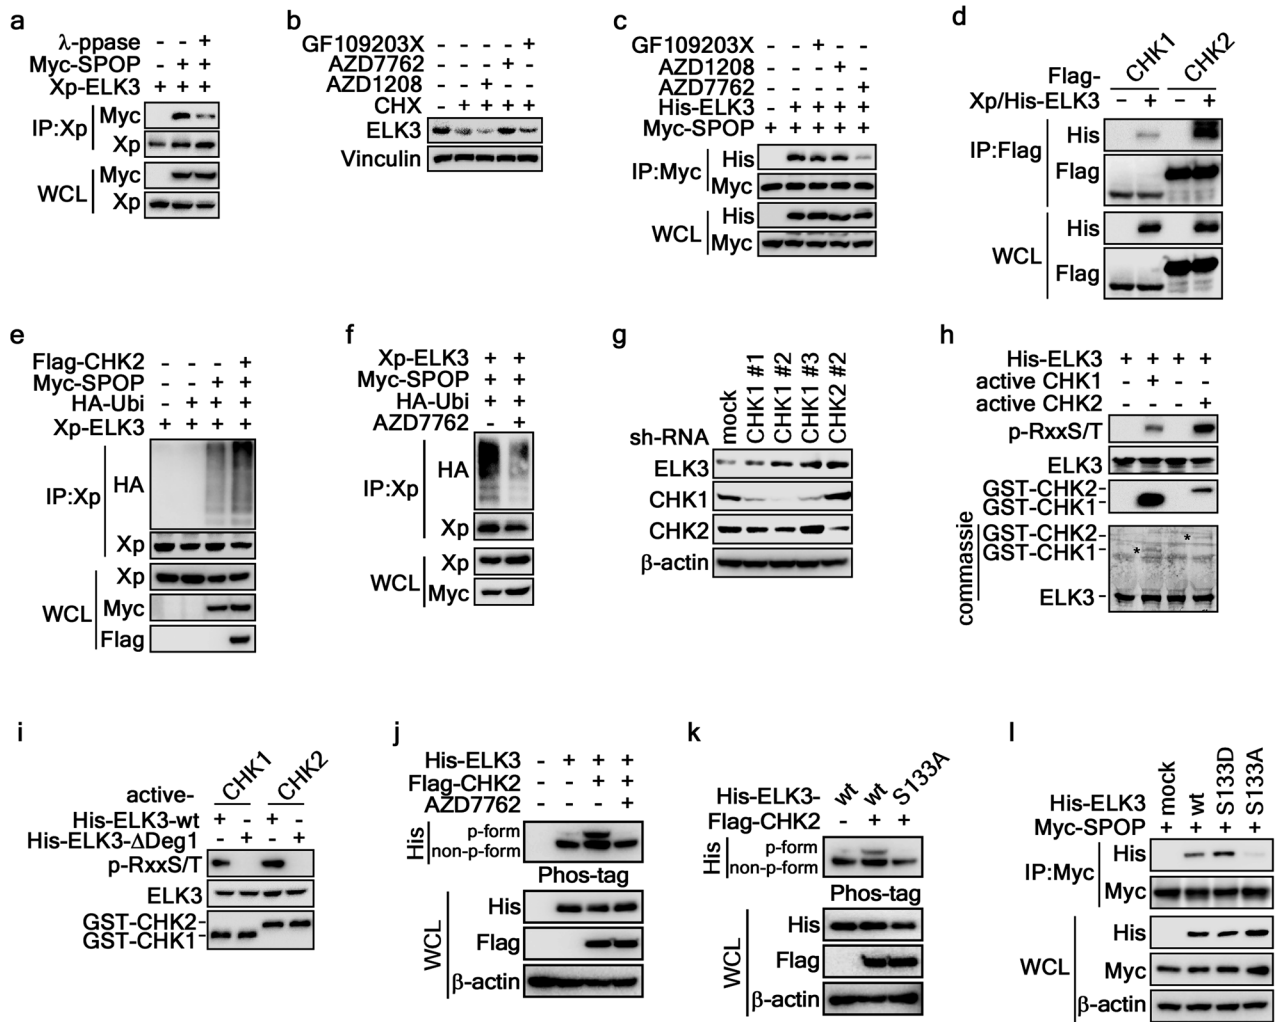 a
λ-ppase - - +
Myc-SPOP - + +
Xp-ELK3 + + +
IP:Xp
Myc
Xp
WCL
Myc
Xp
b
GF109203X - - - - +
AZD7762 - - - + -
AZD1208 - - + - -
CHX - + + + +
ELK3
Vinculin
c
GF109203X - - + - -
AZD1208 - - - + -
AZD7762 - - - - +
His-ELK3 - + + + +
Myc-SPOP + + + + +
IP:Myc
His
Myc
WCL
His
Myc
d
Flag- CHK1 CHK2
Xp/His-ELK3 - + - +
IP:Flag
His
Flag
WCL
His
Flag
e
Flag-CHK2 - - - +
Myc-SPOP - - + +
HA-Ubi - + + +
Xp-ELK3 + + + +
IP:Xp
HA
Xp
WCL
Xp
Myc
Flag
f
Xp-ELK3 + +
Myc-SPOP + +
HA-Ubi + +
AZD7762 - +
IP:Xp
HA
Xp
WCL
Xp
Myc
g
sh-RNA mock CHK1 #1 CHK1 #2 CHK1 #3 CHK2 #2
ELK3
CHK1
CHK2
β-actin
h
His-ELK3 + + + +
active CHK1 - + - -
active CHK2 - - - +
p-RxxS/T
ELK3
GST-CHK2-
GST-CHK1-
commassie
GST-CHK2- *
GST-CHK1- *
ELK3-
i
active- CHK1 CHK2
His-ELK3-wt + - + -
His-ELK3-ΔDeg1 - + - +
p-RxxS/T
ELK3
GST-CHK2-
GST-CHK1-
j
His-ELK3 - + + +
Flag-CHK2 - - + +
AZD7762 - - - +
His
p-form
non-p-form
Phos-tag
WCL
His
Flag
β-actin
k
His-ELK3- wt wt S133A
Flag-CHK2 - + +
His
p-form
non-p-form
Phos-tag
WCL
His
Flag
β-actin
l
His-ELK3 mock wt S133D S133A
Myc-SPOP + + + +
IP:Myc
His
Myc
WCL
His
Myc
β-actin